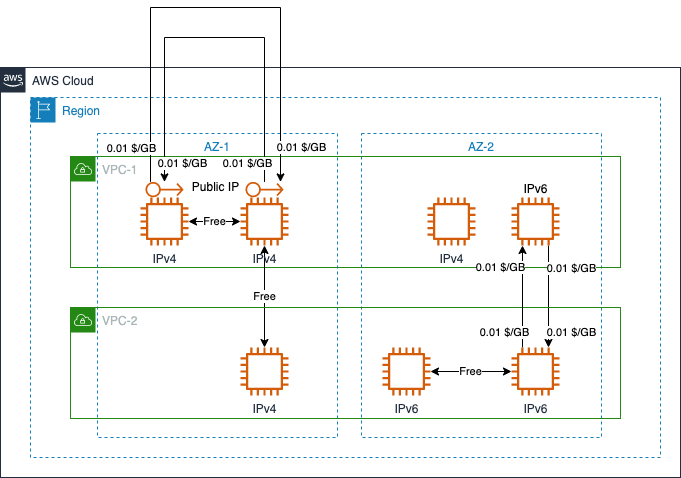 aws
AWS Cloud
Region
0.01 $/GB
AZ-1
0.01 $/GB
AZ-2
0.01 $/GB
0.01 $/GB
VPC-1
Public IP
IPv6
Free
IPv4
IPv4
IPv4
0.01 $/GB
0.01 $/GB
Free
VPC-2
0.01 $/GB
0.01 $/GB
Free
IPv4
IPv6
IPv6